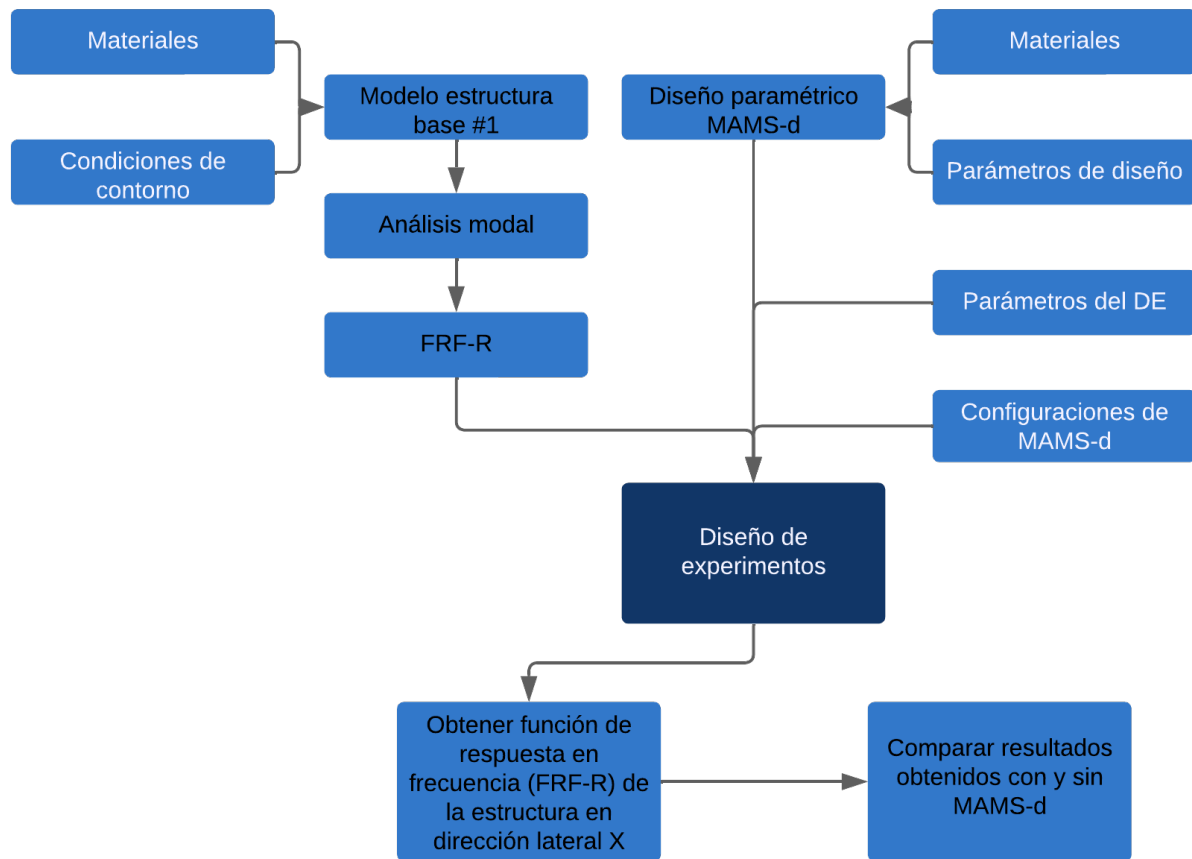 Materiales
Materiales
Modelo estructura
base #1
Diseño paramétrico
MAMS-d
Condiciones de
contorno
Parámetros de diseño
Análisis modal
Parámetros del DE
FRF-R
Configuraciones de
MAMS-d
Diseño de
experimentos
Obtener función de
respuesta en
frecuencia (FRF-R) de
la estructura en
dirección lateral X
Comparar resultados
obtenidos con y sin
MAMS-d